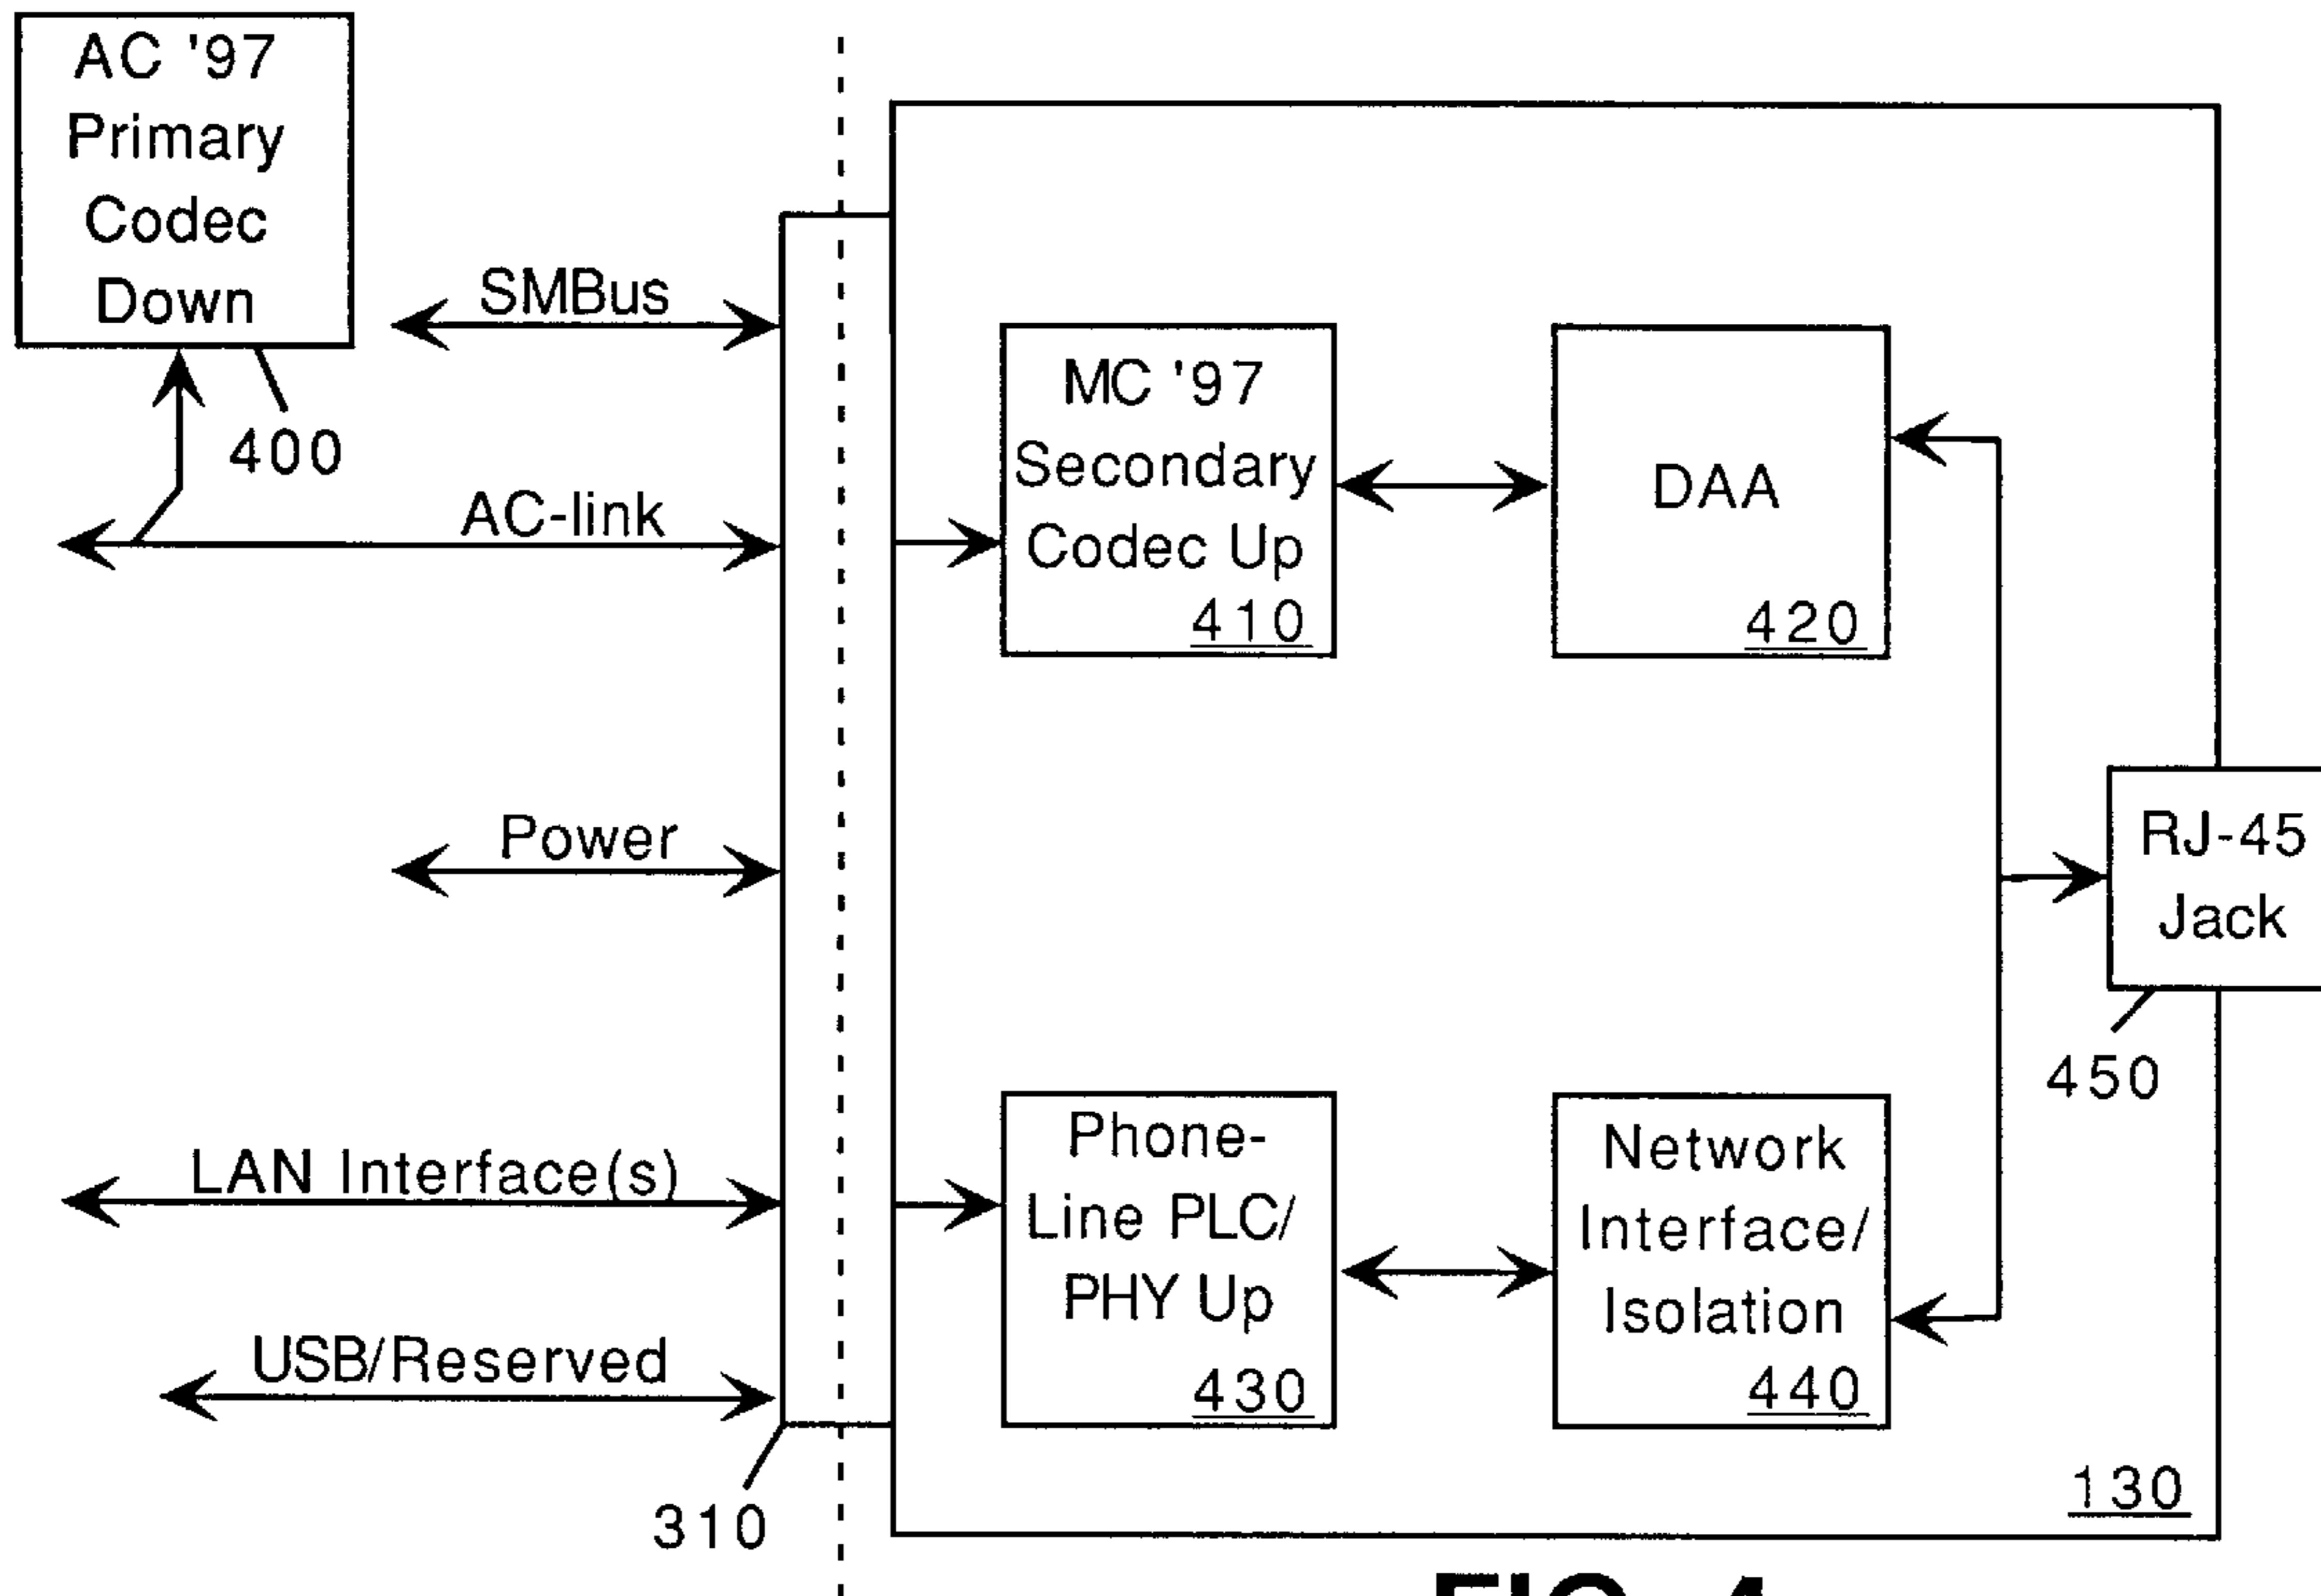 AC '97
Primary
Codec
Down
400
SMBus
AC-link
Power
LAN Interface(s)
USB/Reserved
310
MC '97
Secondary
Codec Up
410
DAA
420
Phone-
Line PLC/
PHY Up
430
Network
Interface/
Isolation
440
RJ-45
Jack
450
130
FIG. 4